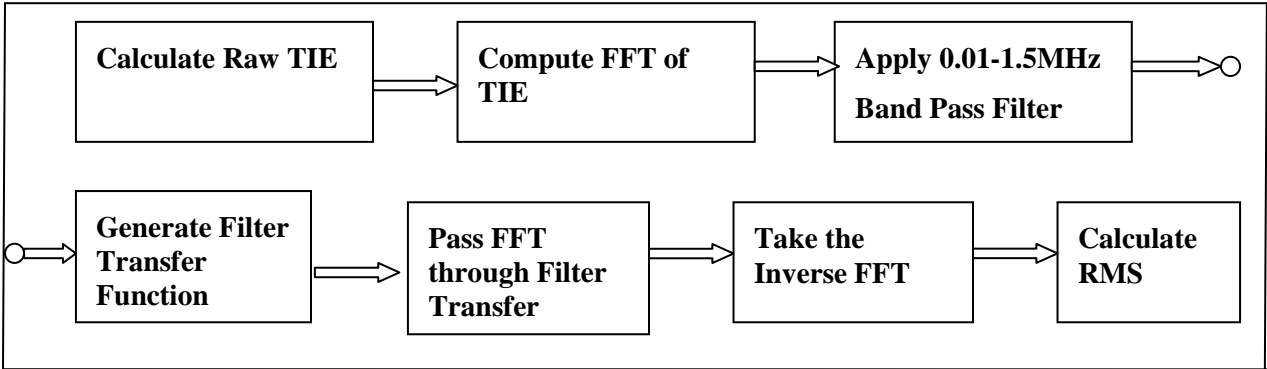 Calculate Raw TIE
Compute FFT of
TIE
Apply 0.01-1.5MHz
Band Pass Filter
Generate Filter
Transfer
Function
Pass FFT
through Filter
Transfer
Take the
Inverse FFT
Calculate
RMS